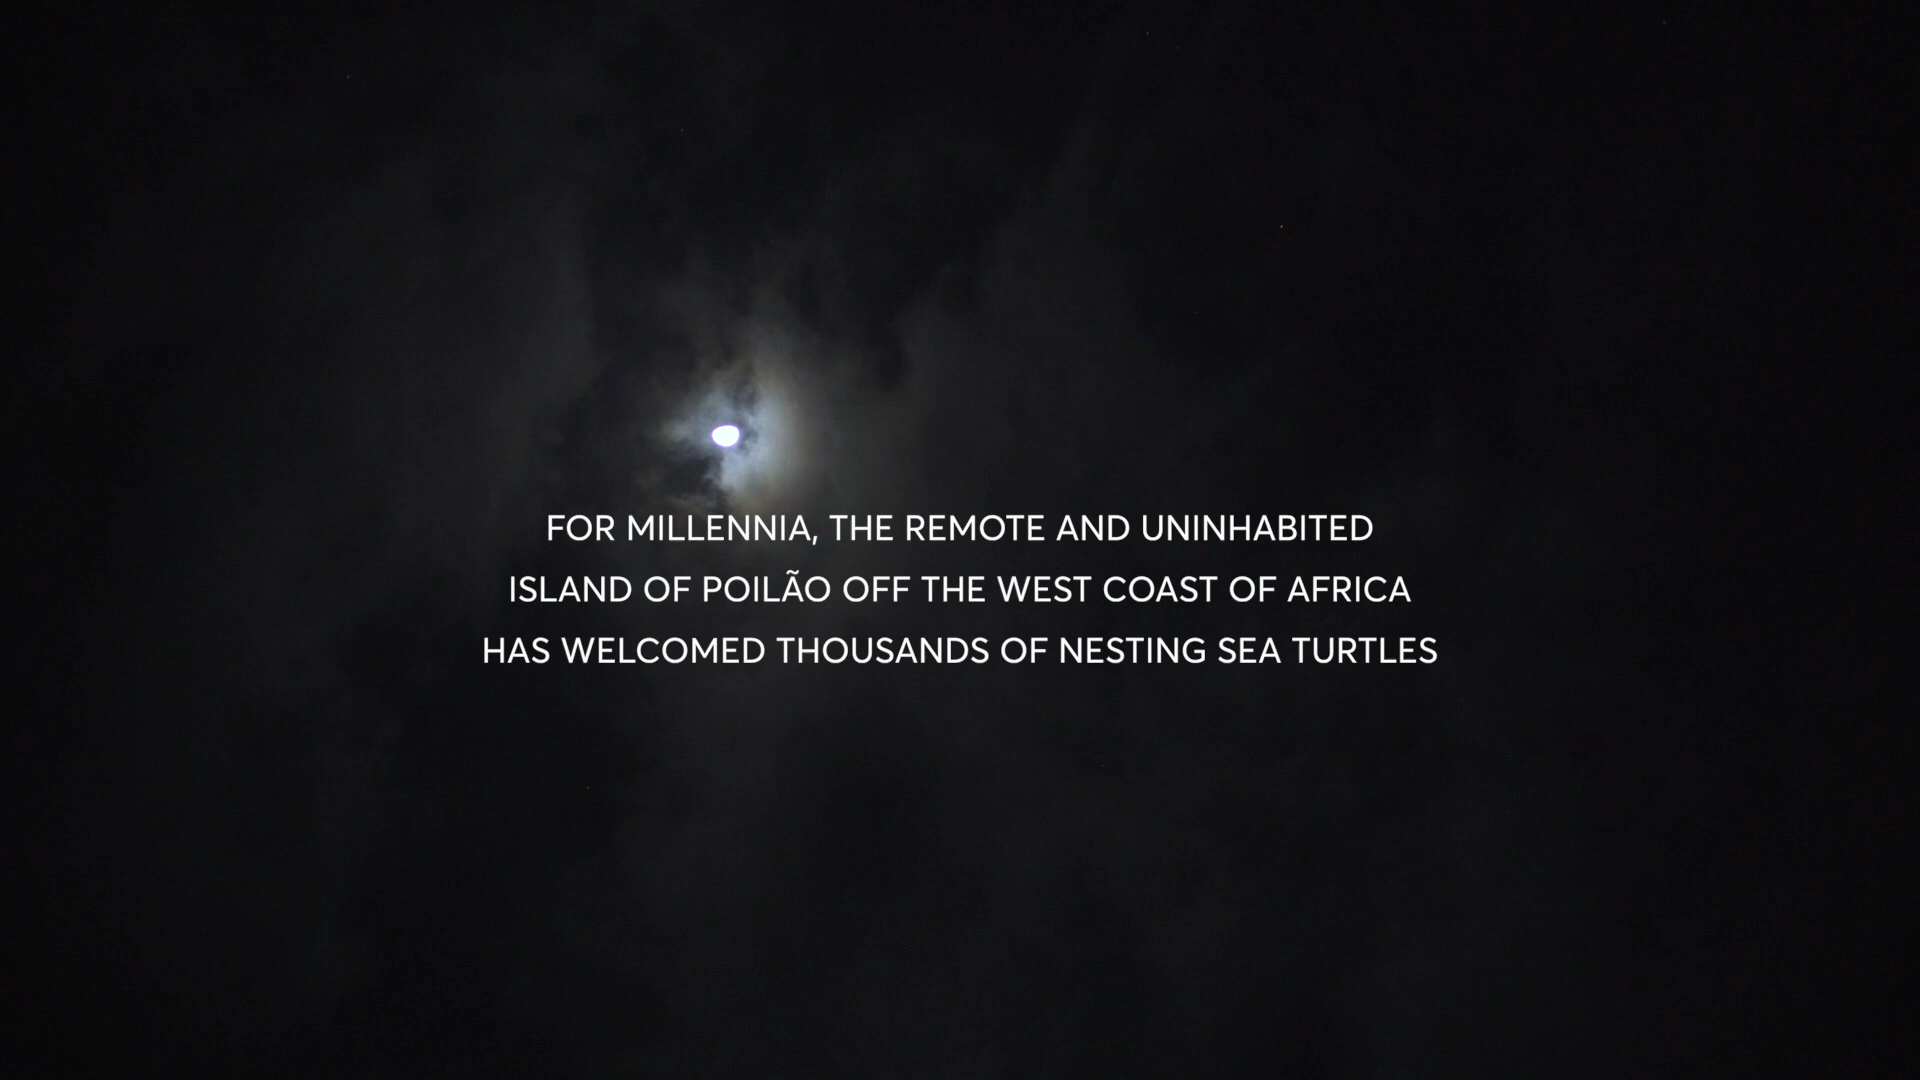 FOR MILLENNIA, THE REMOTE AND UNINHABITED
ISLAND OF POILÃO OFF THE WEST COAST OF AFRICA
HAS WELCOMED THOUSANDS OF NESTING SEA TURTLES